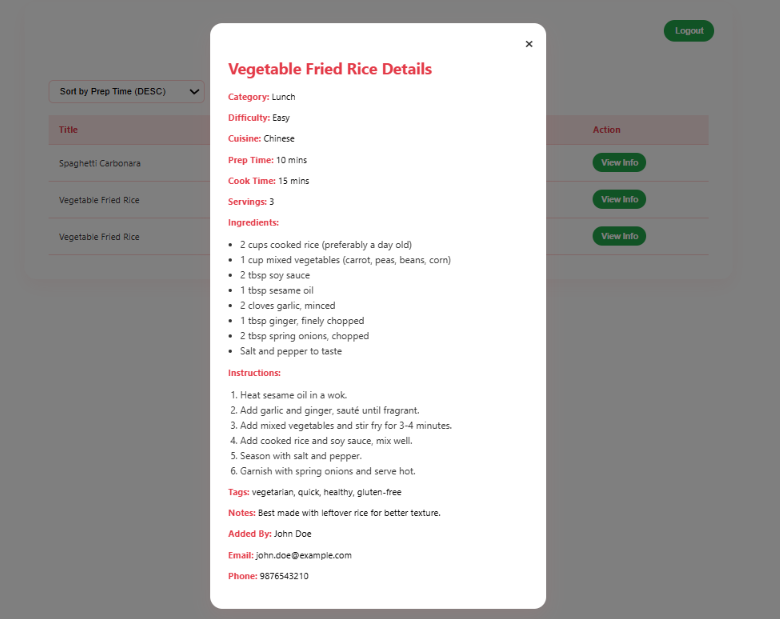 Logout
×
Vegetable Fried Rice Details
Sort by Prep Time (DESC)
Category: Lunch
Difficulty: Easy
Title
Action
Cuisine: Chinese
Spaghetti Carbonara
Prep Time: 10 mins
View Info
Cook Time: 15 mins
Vegetable Fried Rice
Servings: 3
View Info
Ingredients:
Vegetable Fried Rice
View Info
• 2 cups cooked rice (preferably a day old)
• 1 cup mixed vegetables (carrot, peas, beans, corn)
• 2 tbsp soy sauce
• 1 tbsp sesame oil
• 2 cloves garlic, minced
• 1 tbsp ginger, finely chopped
• 2 tbsp spring onions, chopped
• Salt and pepper to taste
Instructions:
1. Heat sesame oil in a wok.
2. Add garlic and ginger, sauté until fragrant.
3. Add mixed vegetables and stir fry for 3-4 minutes.
4. Add cooked rice and soy sauce, mix well.
5. Season with salt and pepper.
6. Garnish with spring onions and serve hot.
Tags: vegetarian, quick, healthy, gluten-free
Notes: Best made with leftover rice for better texture.
Added By: John Doe
Email: john.doe@example.com
Phone: 9876543210